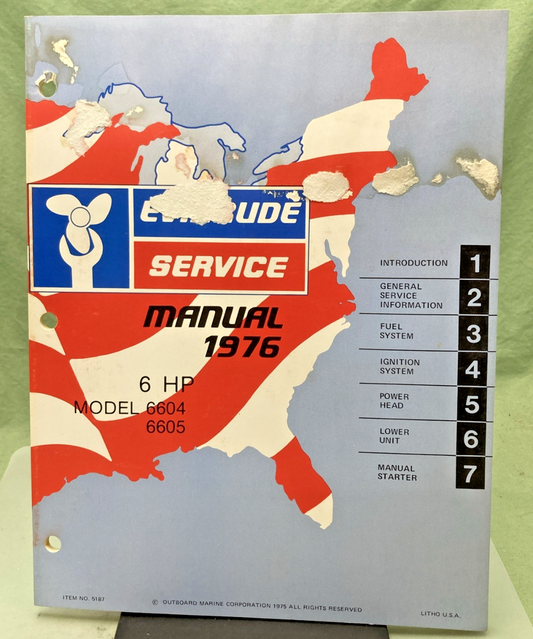 SERVICE
MANUAL
1976
6 HP
MODEL 6604
6605
INTRODUCTION 1
GENERAL
SERVICE
INFORMATION 2
FUEL
SYSTEM 3
IGNITION
SYSTEM 4
POWER
HEAD 5
LOWER
UNIT 6
MANUAL
STARTER 7
ITEM NO. 5187
© OUTBOARD MARINE CORPORATION 1975 ALL RIGHTS RESERVED
LITHO U.S.A.